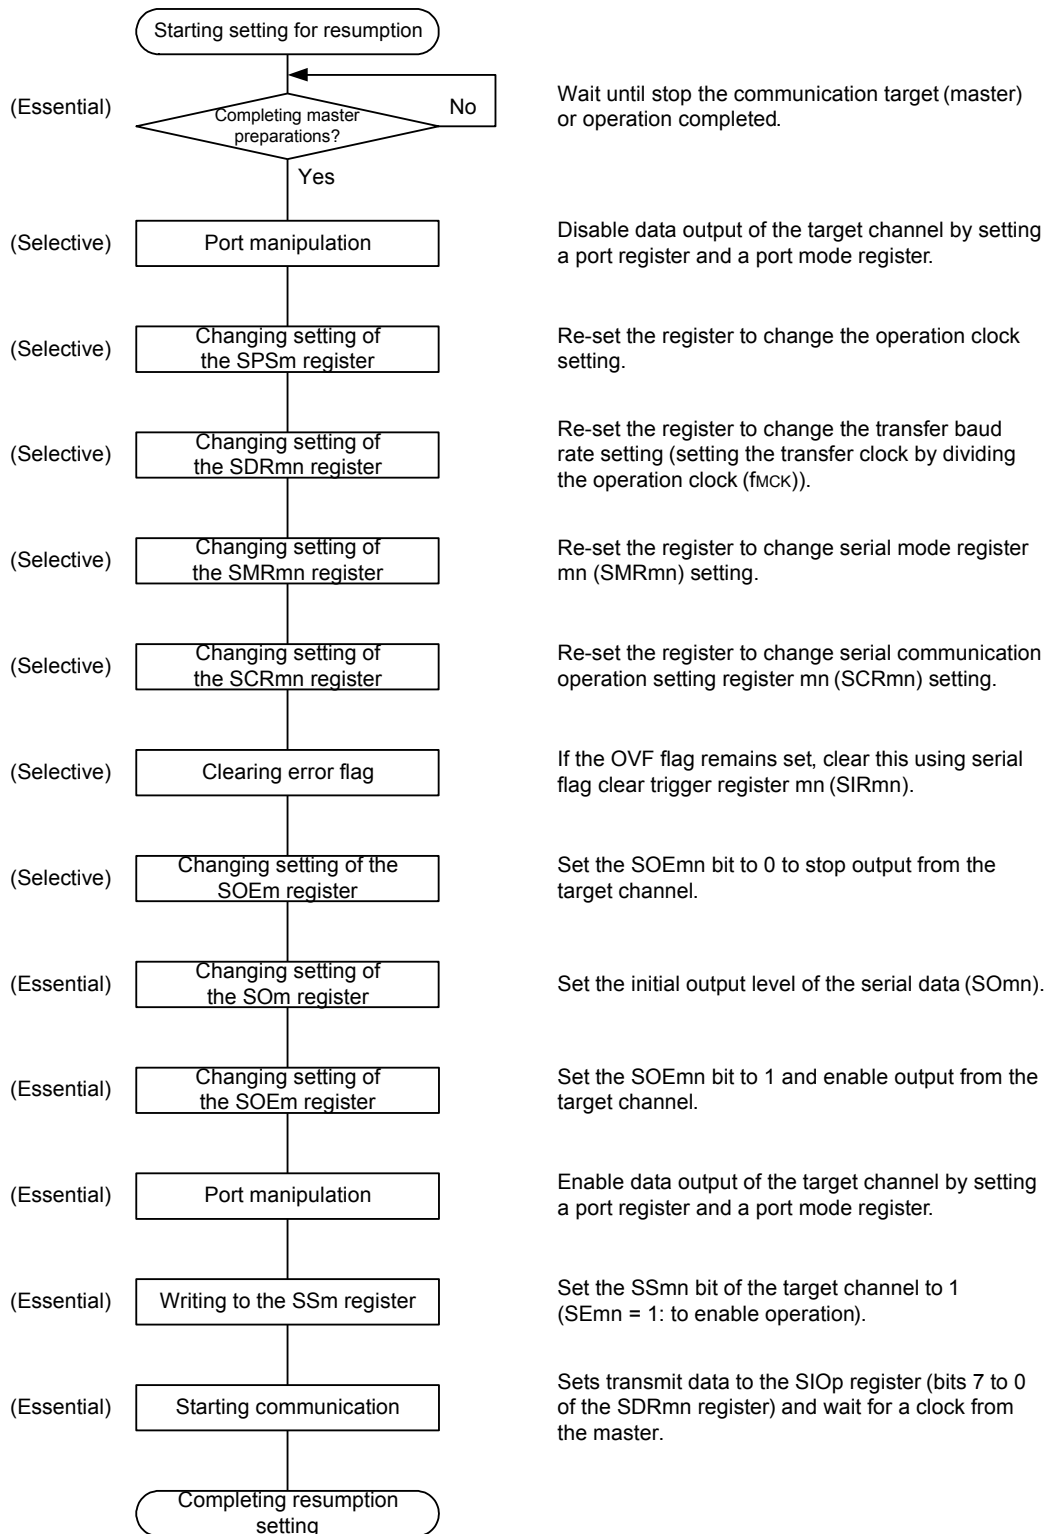 Starting setting for resumption
(Essential)
Completing master
preparations?
No
Wait until stop the communication target (master)
or operation completed.
Yes
(Selective)
Port manipulation
Disable data output of the target channel by setting
a port register and a port mode register.
(Selective)
Changing setting of
the SPSm register
Re-set the register to change the operation clock
setting.
(Selective)
Changing setting of
the SDRmn register
Re-set the register to change the transfer baud
rate setting (setting the transfer clock by dividing
the operation clock (fMCK)).
(Selective)
Changing setting of
the SMRmn register
Re-set the register to change serial mode register
mn (SMRmn) setting.
(Selective)
Changing setting of
the SCRmn register
Re-set the register to change serial communication
operation setting register mn (SCRmn) setting.
(Selective)
Clearing error flag
If the OVF flag remains set, clear this using serial
flag clear trigger register mn (SIRmn).
(Selective)
Changing setting of the
SOEm register
Set the SOEmn bit to 0 to stop output from the
target channel.
(Essential)
Changing setting of
the SOm register
Set the initial output level of the serial data (SOmn).
(Essential)
Changing setting of
the SOEm register
Set the SOEmn bit to 1 and enable output from the
target channel.
(Essential)
Port manipulation
Enable data output of the target channel by setting
a port register and a port mode register.
(Essential)
Writing to the SSm register
Set the SSmn bit of the target channel to 1
(SEmn = 1: to enable operation).
(Essential)
Starting communication
Sets transmit data to the SIOp register (bits 7 to 0
of the SDRmn register) and wait for a clock from
the master.
Completing resumption
setting